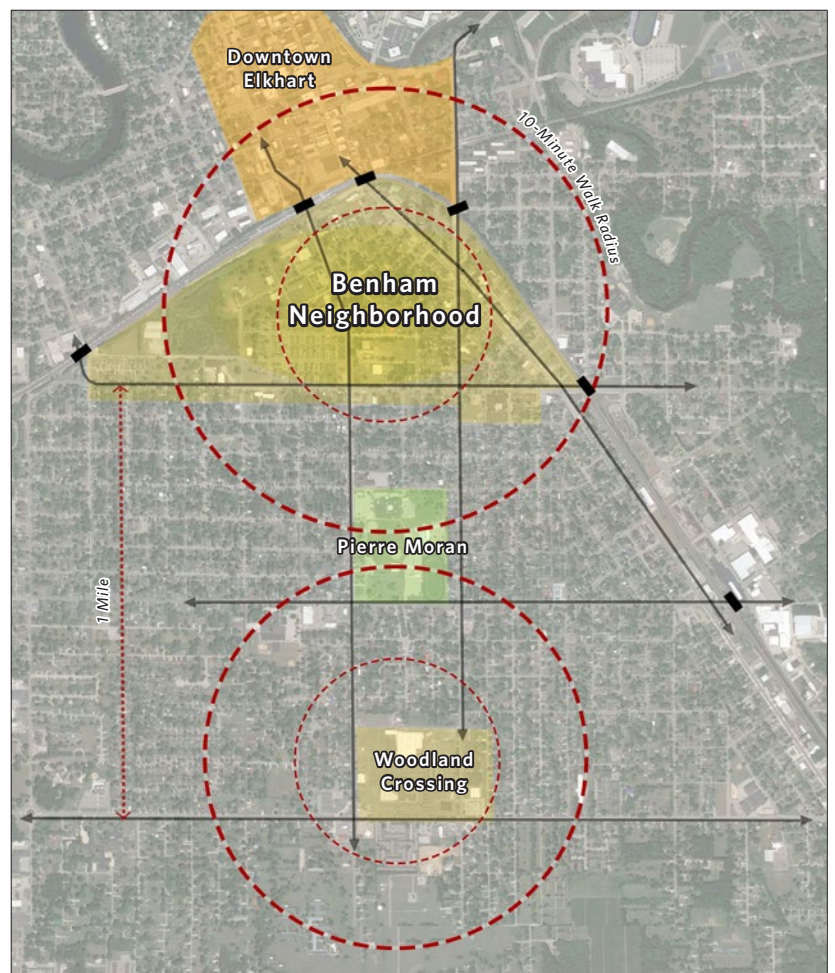 Downtown
Elkhart
10-Minute Walk Radius
Benham
Neighborhood
Pierre Moran
1 Mile
Woodland
Crossing